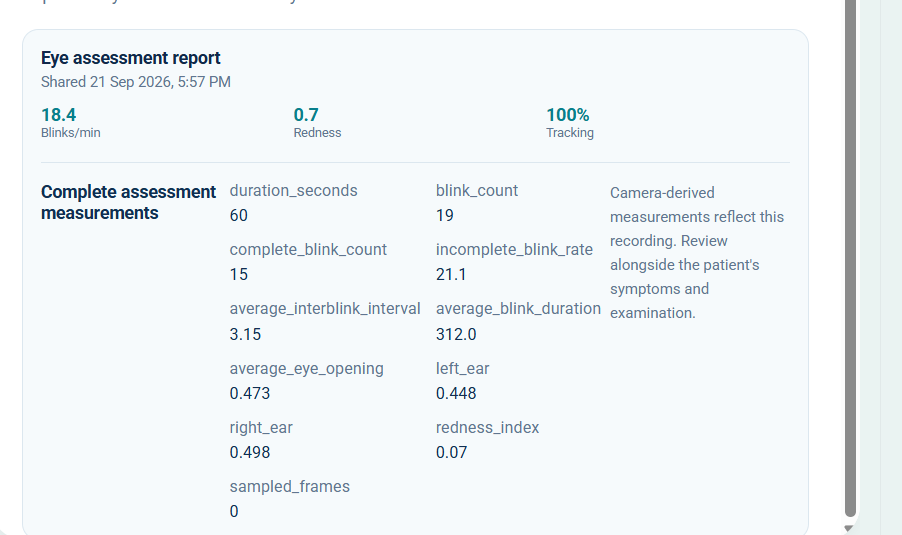 Eye assessment report
Shared 21 Sep 2026, 5:57 PM
18.4
Blinks/min
0.7
Redness
100%
Tracking
Complete assessment
measurements
duration_seconds
60
blink_count
19
complete_blink_count
15
incomplete_blink_rate
21.1
average_interblink_interval
3.15
average_blink_duration
312.0
average_eye_opening
0.473
left_ear
0.448
right_ear
0.498
redness_index
0.07
sampled_frames
0
Camera-derived
measurements reflect this
recording. Review
alongside the patient's
symptoms and
examination.